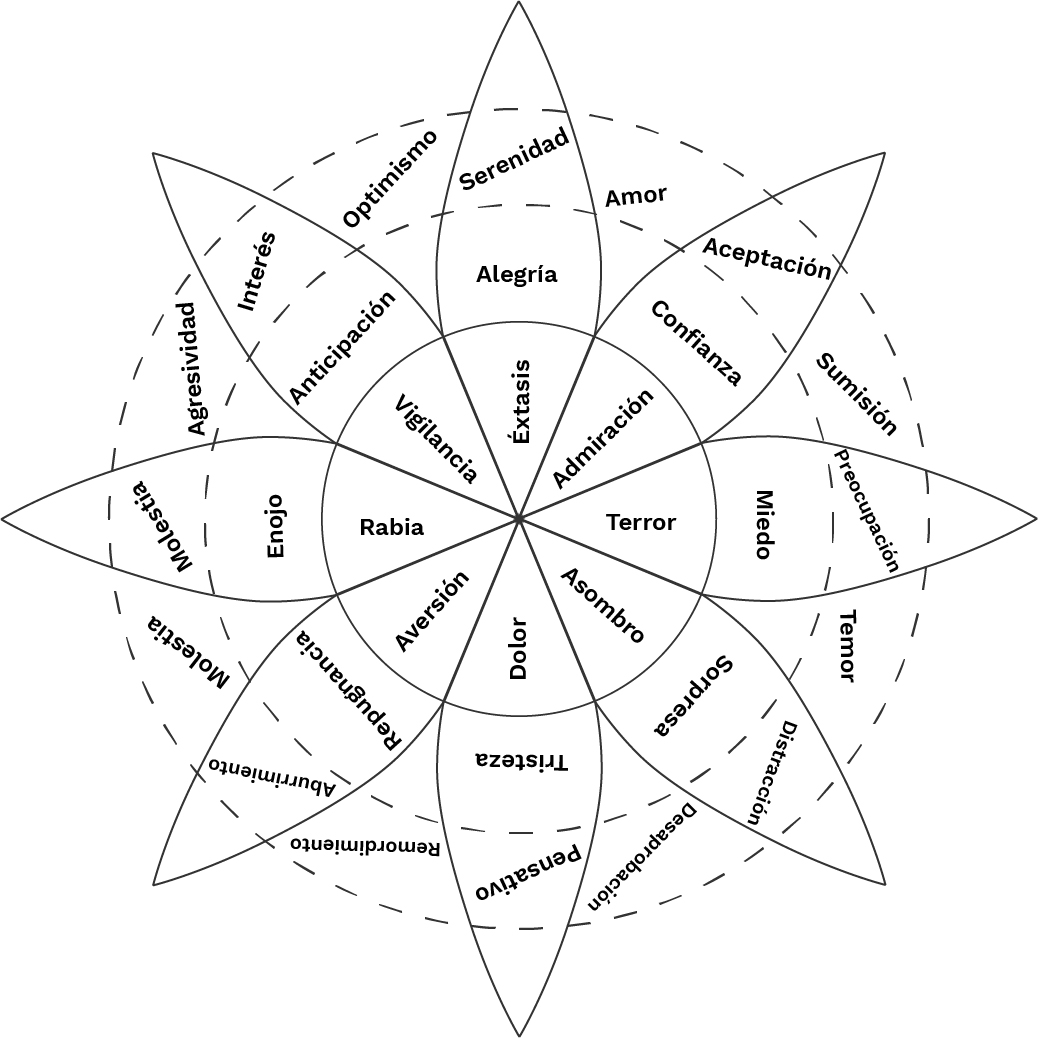 Optimismo
Serenidad
Amor
Interés
Aceptación
Alegría
Agresividad
Anticipación
Confianza
Sumisión
Éxtasis
Vigilancia
Admiración
Molestia
Enojo
Rabia
Terror
Miedo
Preocupación
Aversión
Asombro
Dolor
Molestia
Repugnancia
Sorpresa
Temor
Tristeza
Aburrimiento
Distracción
Remordimiento
Pensativo
Desaprobación